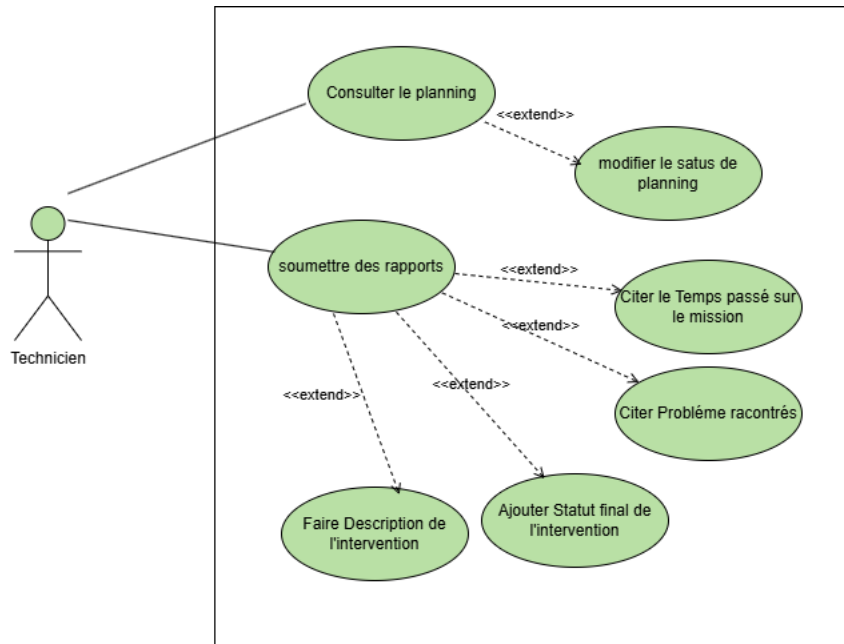 Consulter le planning
<<extend>>
modifier le satus de
planning
soumettre des rapports
<<extend>>
Citer le Temps passé sur
le mission
<<extend>>
Technicien
<<extend>>
<<extend>>
Citer Probléme racontrés
Faire Description de
l'intervention
Ajouter Statut final de
l'intervention